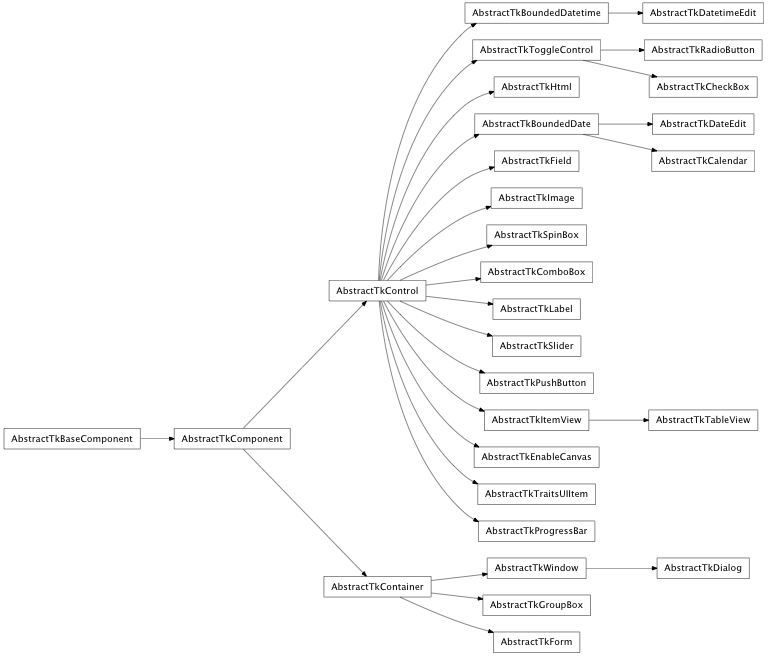 AbstractTkBoundedDatetime
AbstractTkDatetimeEdit
AbstractTkToggleControl
AbstractTkRadioButton
AbstractTkHtml
AbstractTkCheckBox
AbstractTkBoundedDate
AbstractTkDateEdit
AbstractTkField
AbstractTkCalendar
AbstractTkImage
AbstractTkSpinBox
AbstractTkComboBox
AbstractTkControl
AbstractTkLabel
AbstractTkSlider
AbstractTkPushButton
AbstractTkItemView
AbstractTkTableView
AbstractTkBaseComponent
AbstractTkComponent
AbstractTkEnableCanvas
AbstractTkTraitsUIItem
AbstractTkProgressBar
AbstractTkWindow
AbstractTkDialog
AbstractTkContainer
AbstractTkGroupBox
AbstractTkForm